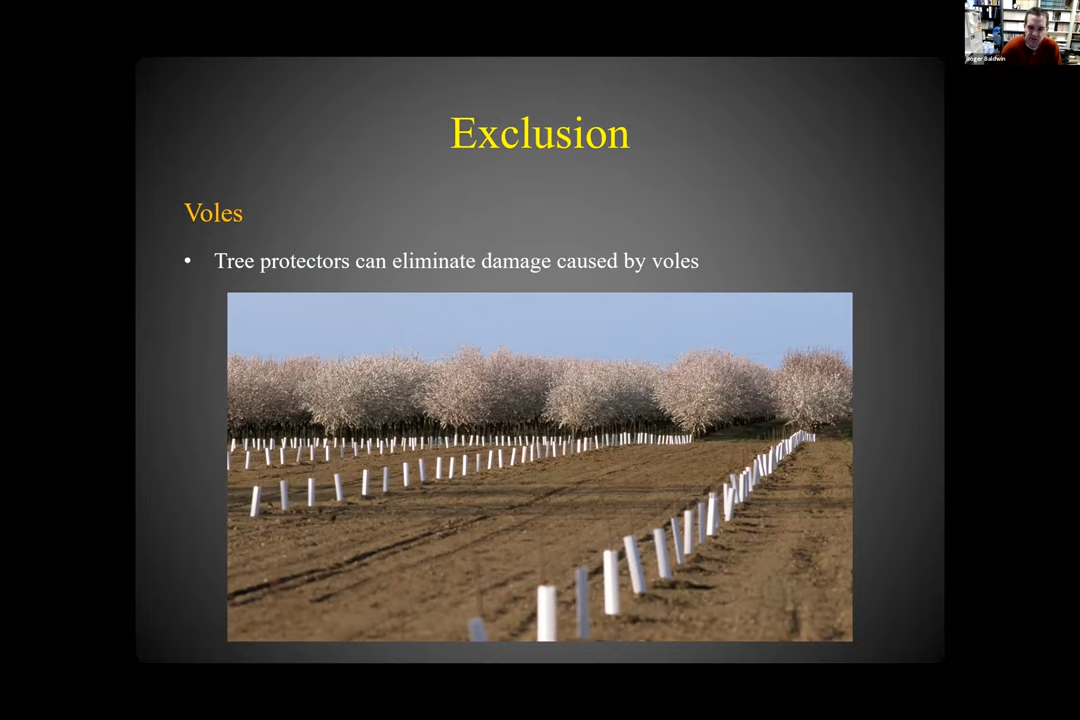 Exclusion
Voles
• Tree protectors can eliminate damage caused by voles
Roger Baldwin